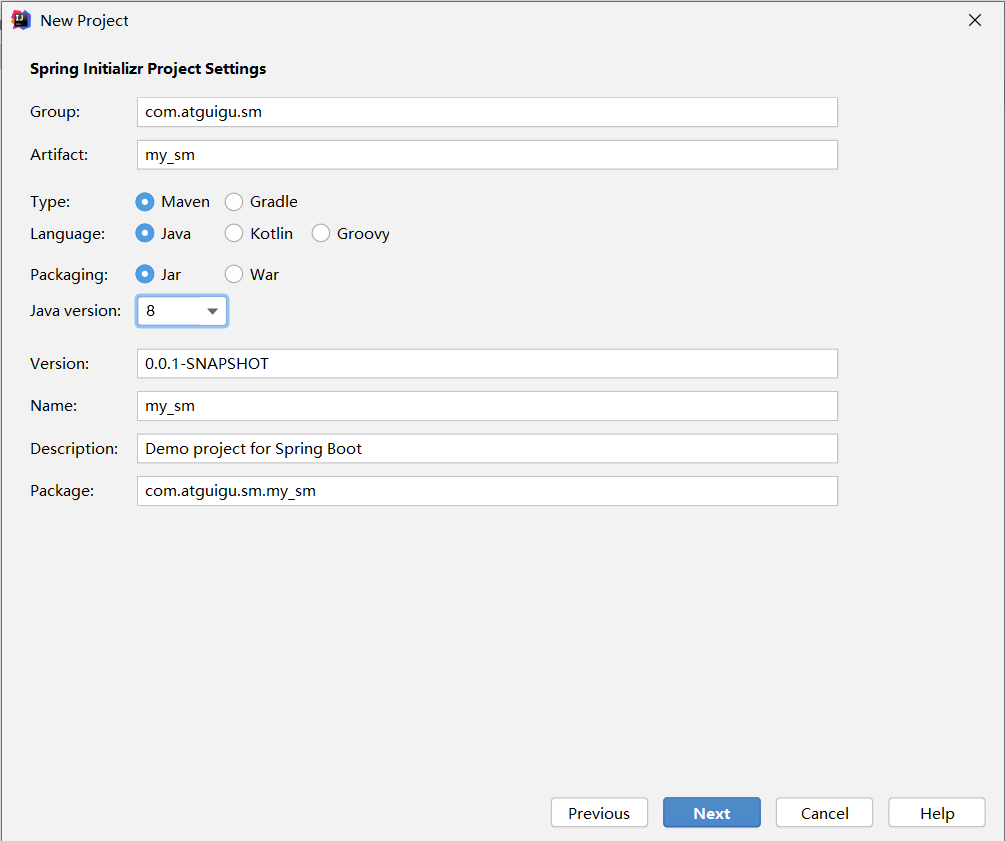 New Project
Spring Initializr Project Settings
Group: com.atguigu.sm
Artifact: my_sm
Type: Maven Gradle
Language: Java Kotlin Groovy
Packaging: Jar War
Java version: 8
Version: 0.0.1-SNAPSHOT
Name: my_sm
Description: Demo project for Spring Boot
Package: com.atguigu.sm.my_sm
Previous Next Cancel Help